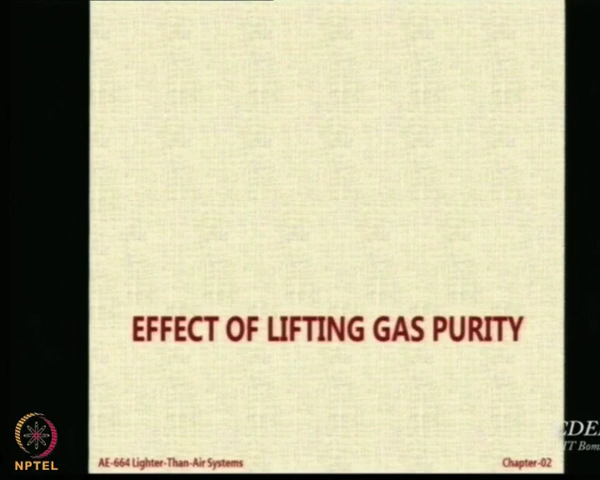 EFFECT OF LIFTING GAS PURITY
NPTEL
AE-664 Lighter-Than-Air Systems
Chapter-02